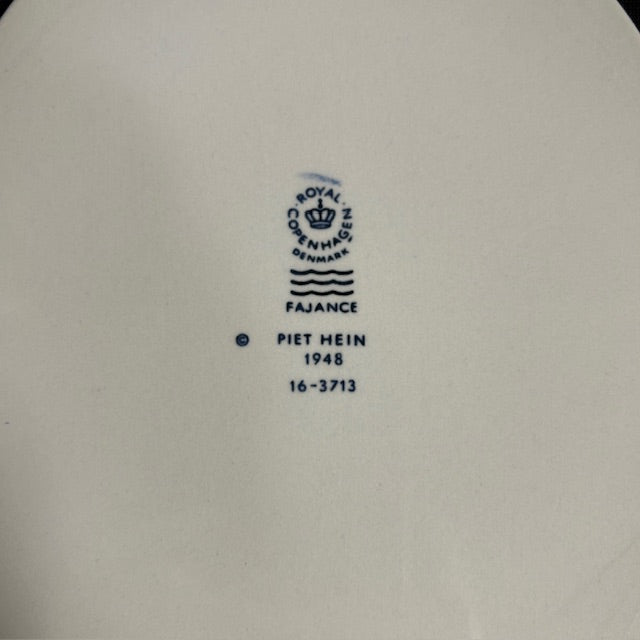 ROYAL
COPENHAGEN
DENMARK
FAJANCE
© PIET HEIN
1948
16-3713